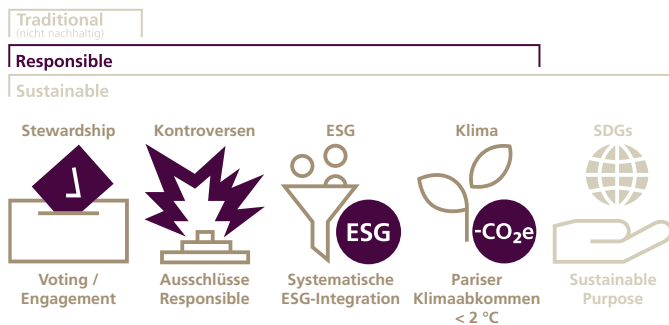 Traditional
(nicht nachhaltig)
Responsible
Sustainable
Stewardship
Kontroversen
ESG
Klima
SDGs
ESG
-CO₂e
Voting /
Engagement
Ausschlüsse
Responsible
Systematische
ESG-Integration
Pariser
Klimaabkommen
< 2 °C
Sustainable
Purpose